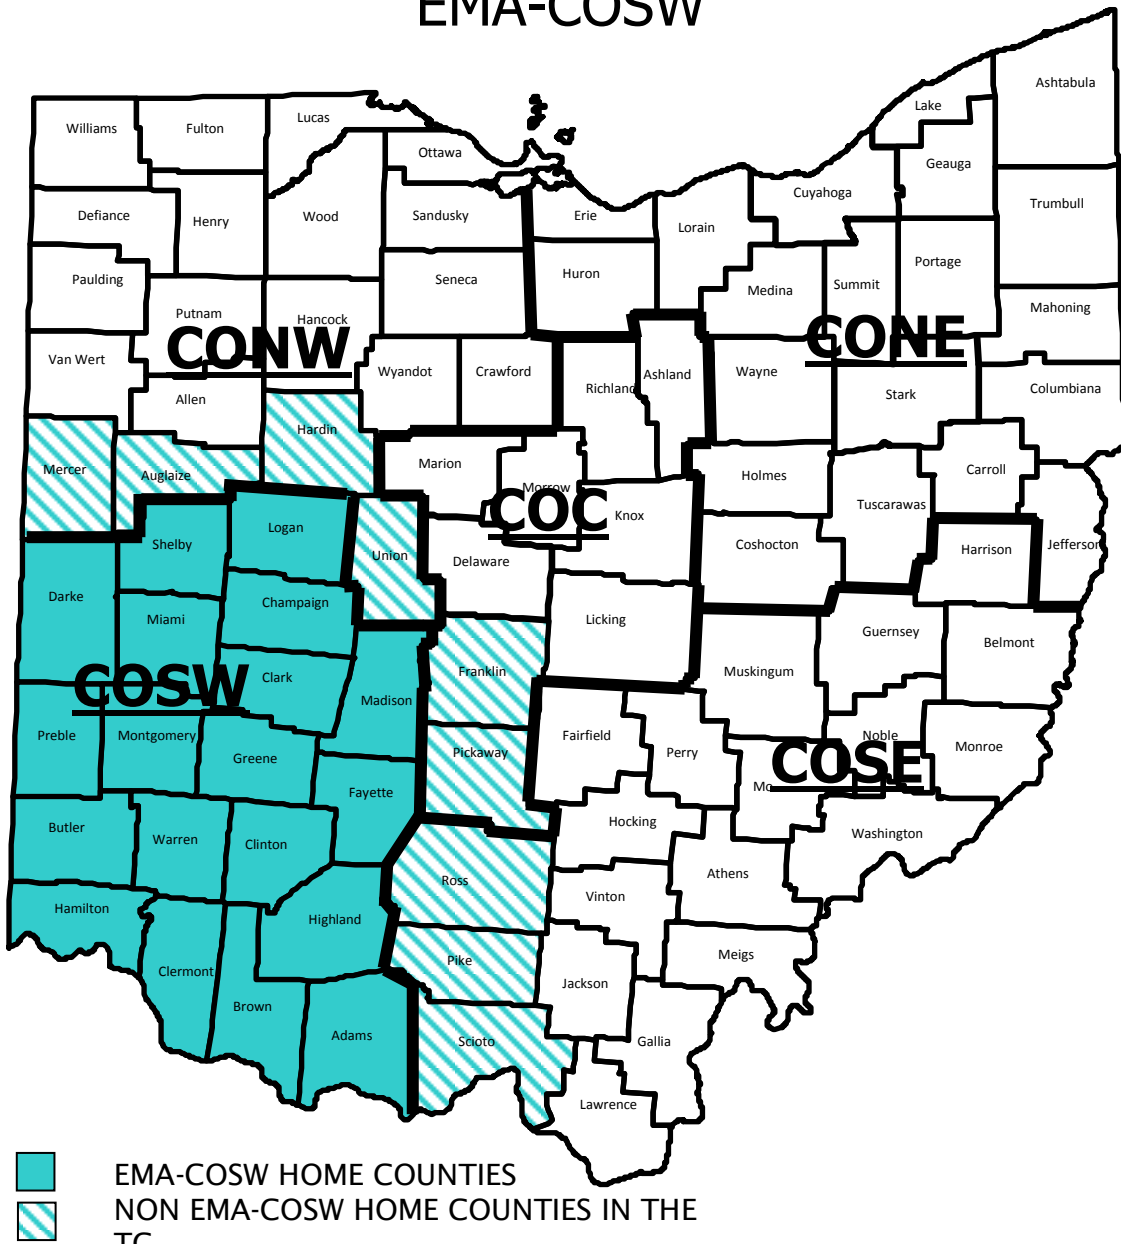 EMA-COSW
Ashtabula
Lake
Williams
Fulton
Lucas
Ottawa
Geauga
Cuyahoga
Trumbull
Defiance
Henry
Wood
Sandusky
Erie
Lorain
Portage
Paulding
Seneca
Huron
Medina
Summit
Mahoning
Putnam
Hancock
CONW
CONE
Van Wert
Wyandot
Crawford
Richland
Ashland
Wayne
Stark
Columbiana
Allen
Hardin
Mercer
Auglaize
Marion
Morrow
Holmes
Carroll
COC
Knox
Tuscarawas
Logan
Shelby
Union
Delaware
Coshocton
Harrison
Jefferson
Darke
Champaign
Miami
Licking
Guernsey
Belmont
Clark
COSW
Franklin
Muskingum
Madison
Preble
Montgomery
Greene
Pickaway
Fairfield
Perry
Noble
Monroe
COSE
Mo
Fayette
Butler
Warren
Clinton
Hocking
Washington
Ross
Athens
Vinton
Hamilton
Highland
Pike
Meigs
Clermont
Jackson
Brown
Adams
Scioto
Gallia
Lawrence
EMA-COSW HOME COUNTIES
NON EMA-COSW HOME COUNTIES IN THE
TC